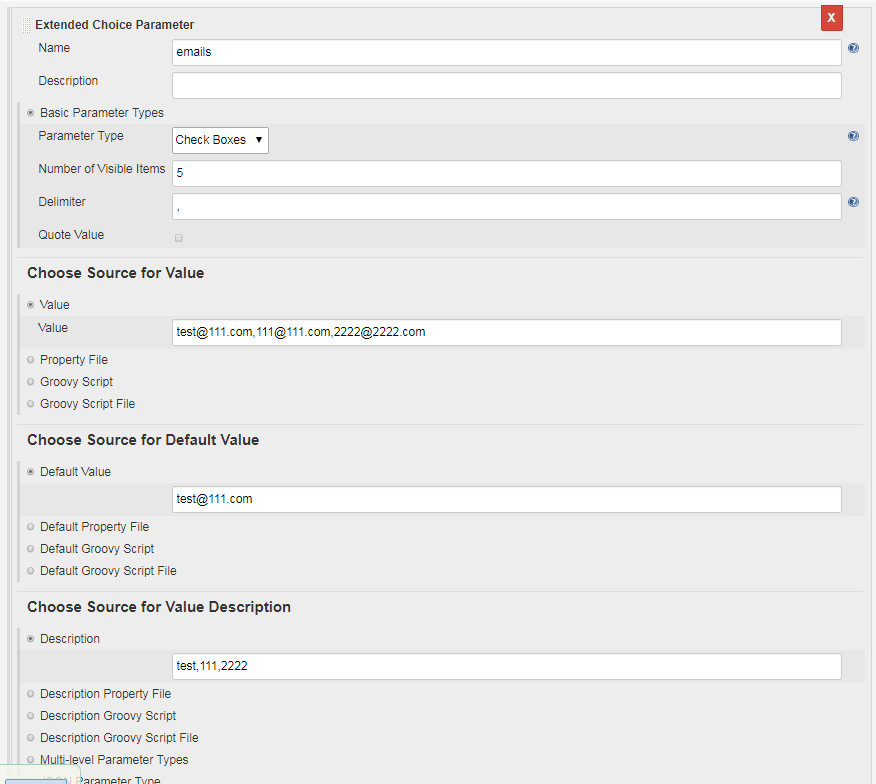 Extended Choice Parameter
X
Name
emails
Description
Basic Parameter Types
Parameter Type
Check Boxes
Number of Visible Items
5
Delimiter
,
Quote Value
Choose Source for Value
Value
Value
test@111.com,111@111.com,2222@2222.com
Property File
Groovy Script
Groovy Script File
Choose Source for Default Value
Default Value
test@111.com
Default Property File
Default Groovy Script
Default Groovy Script File
Choose Source for Value Description
Description
test,111,2222
Description Property File
Description Groovy Script
Description Groovy Script File
Multi-level Parameter Types
Parameter Type